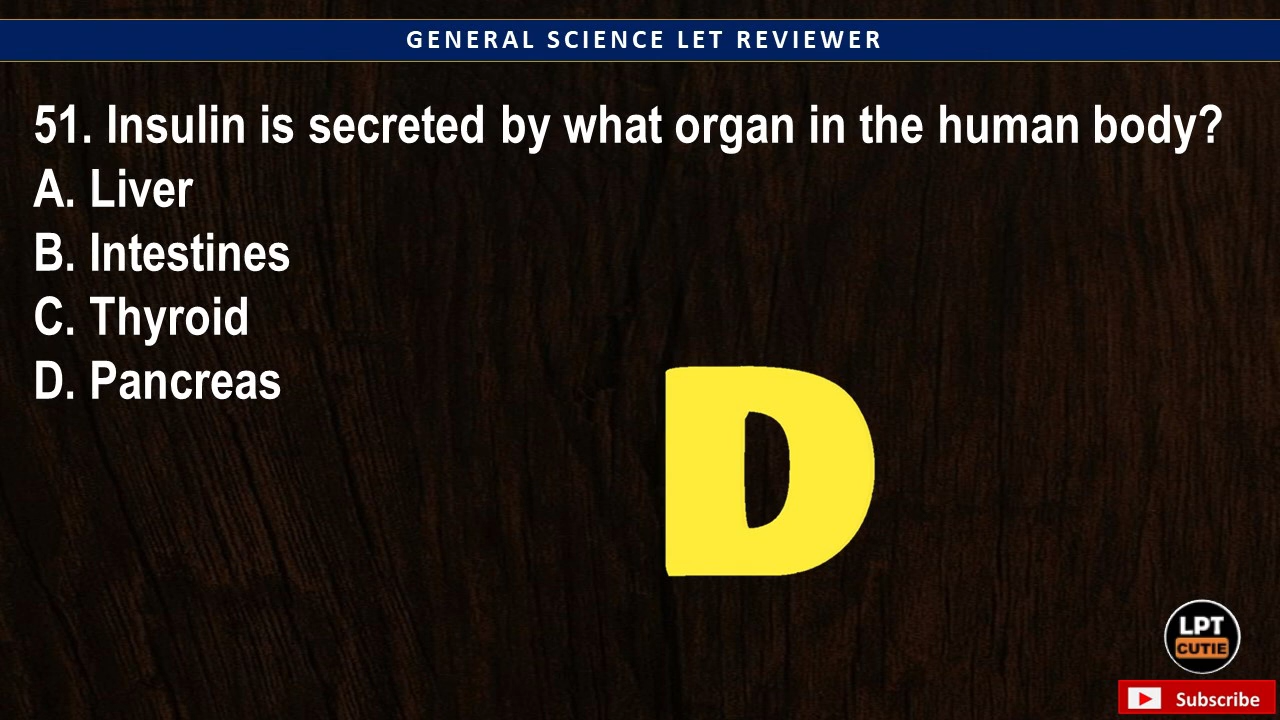 GENERAL SCIENCE LET REVIEWER
51. Insulin is secreted by what organ in the human body?
A. Liver
B. Intestines
C. Thyroid
D. Pancreas
D
LPT
CUTIE
Subscribe